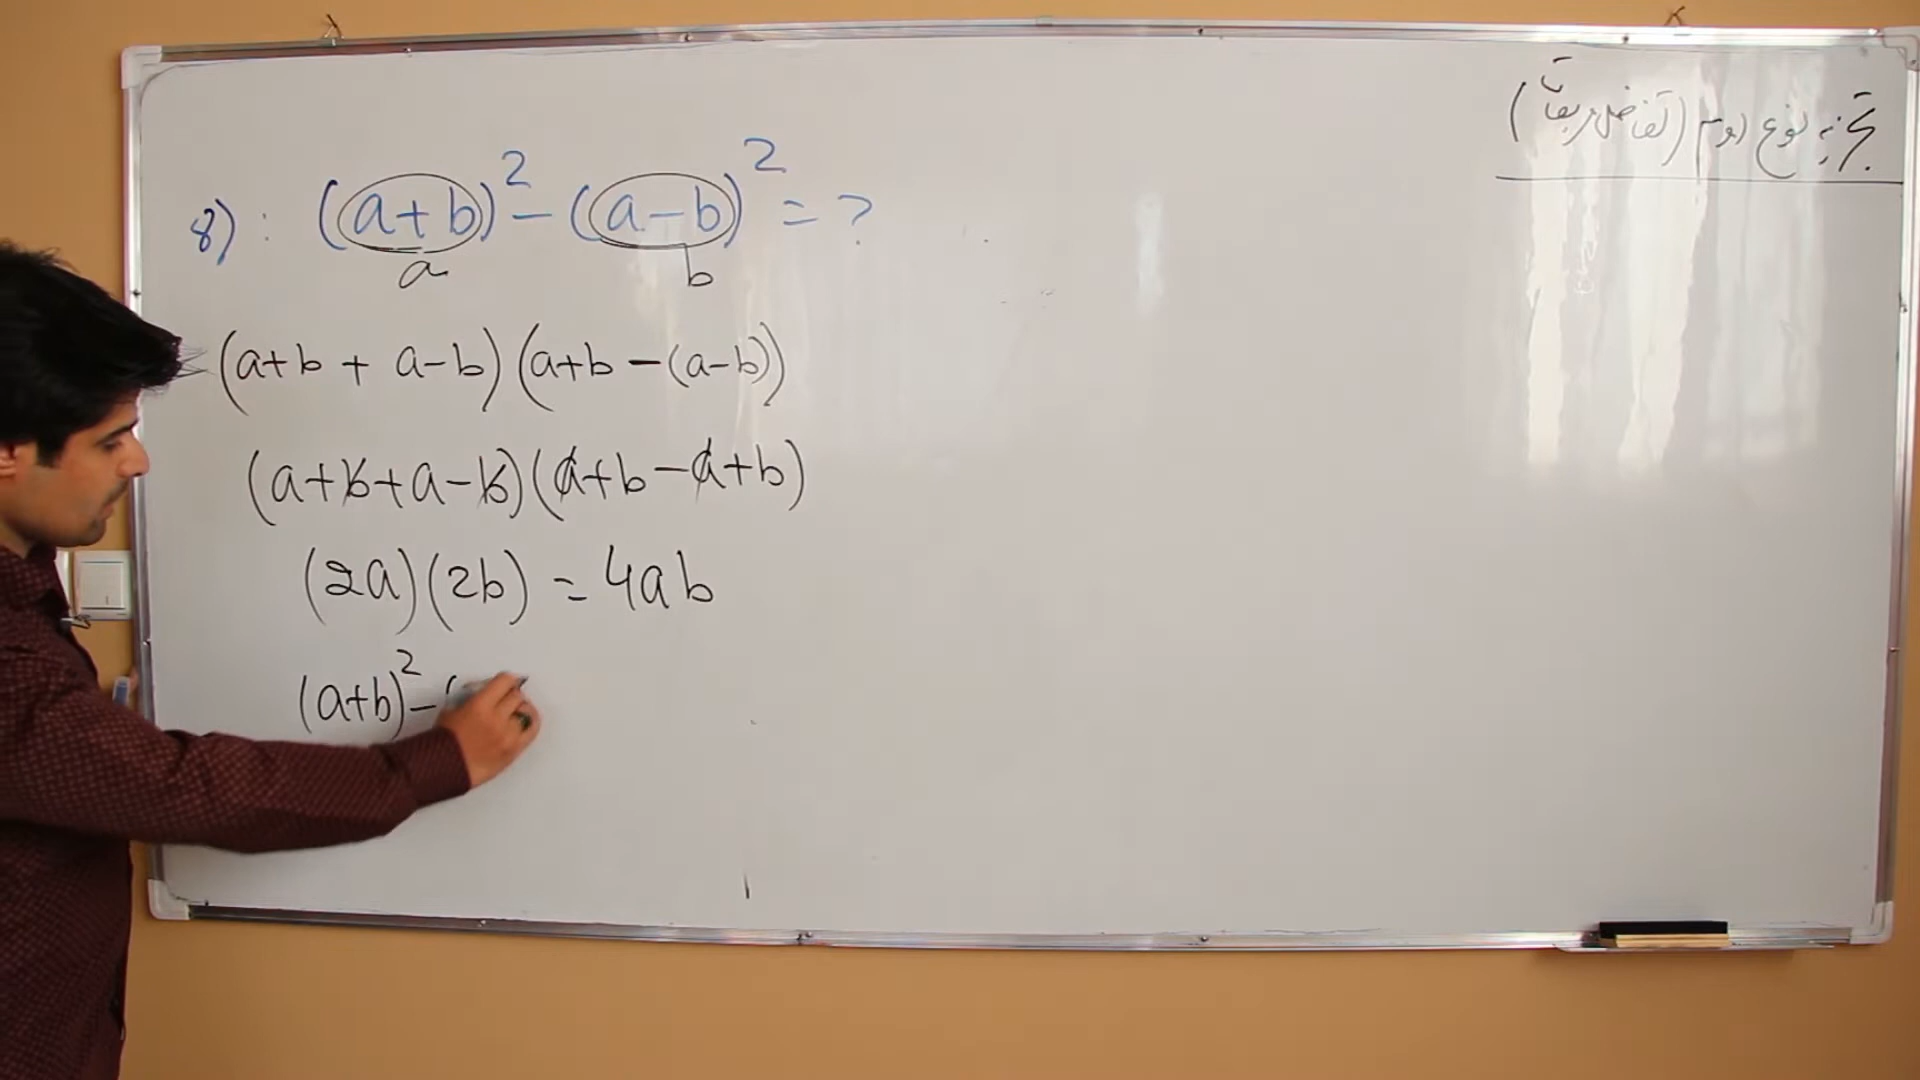 تجزیه نوع دوم (تفاضل مربعات)
8) : (a+b)² - (a-b)² = ?
a b
= (a+b + a-b) (a+b - (a-b))
(a+b+a-b)(a+b-a+b)
(2a)(2b) = 4ab
(a+b)² - (